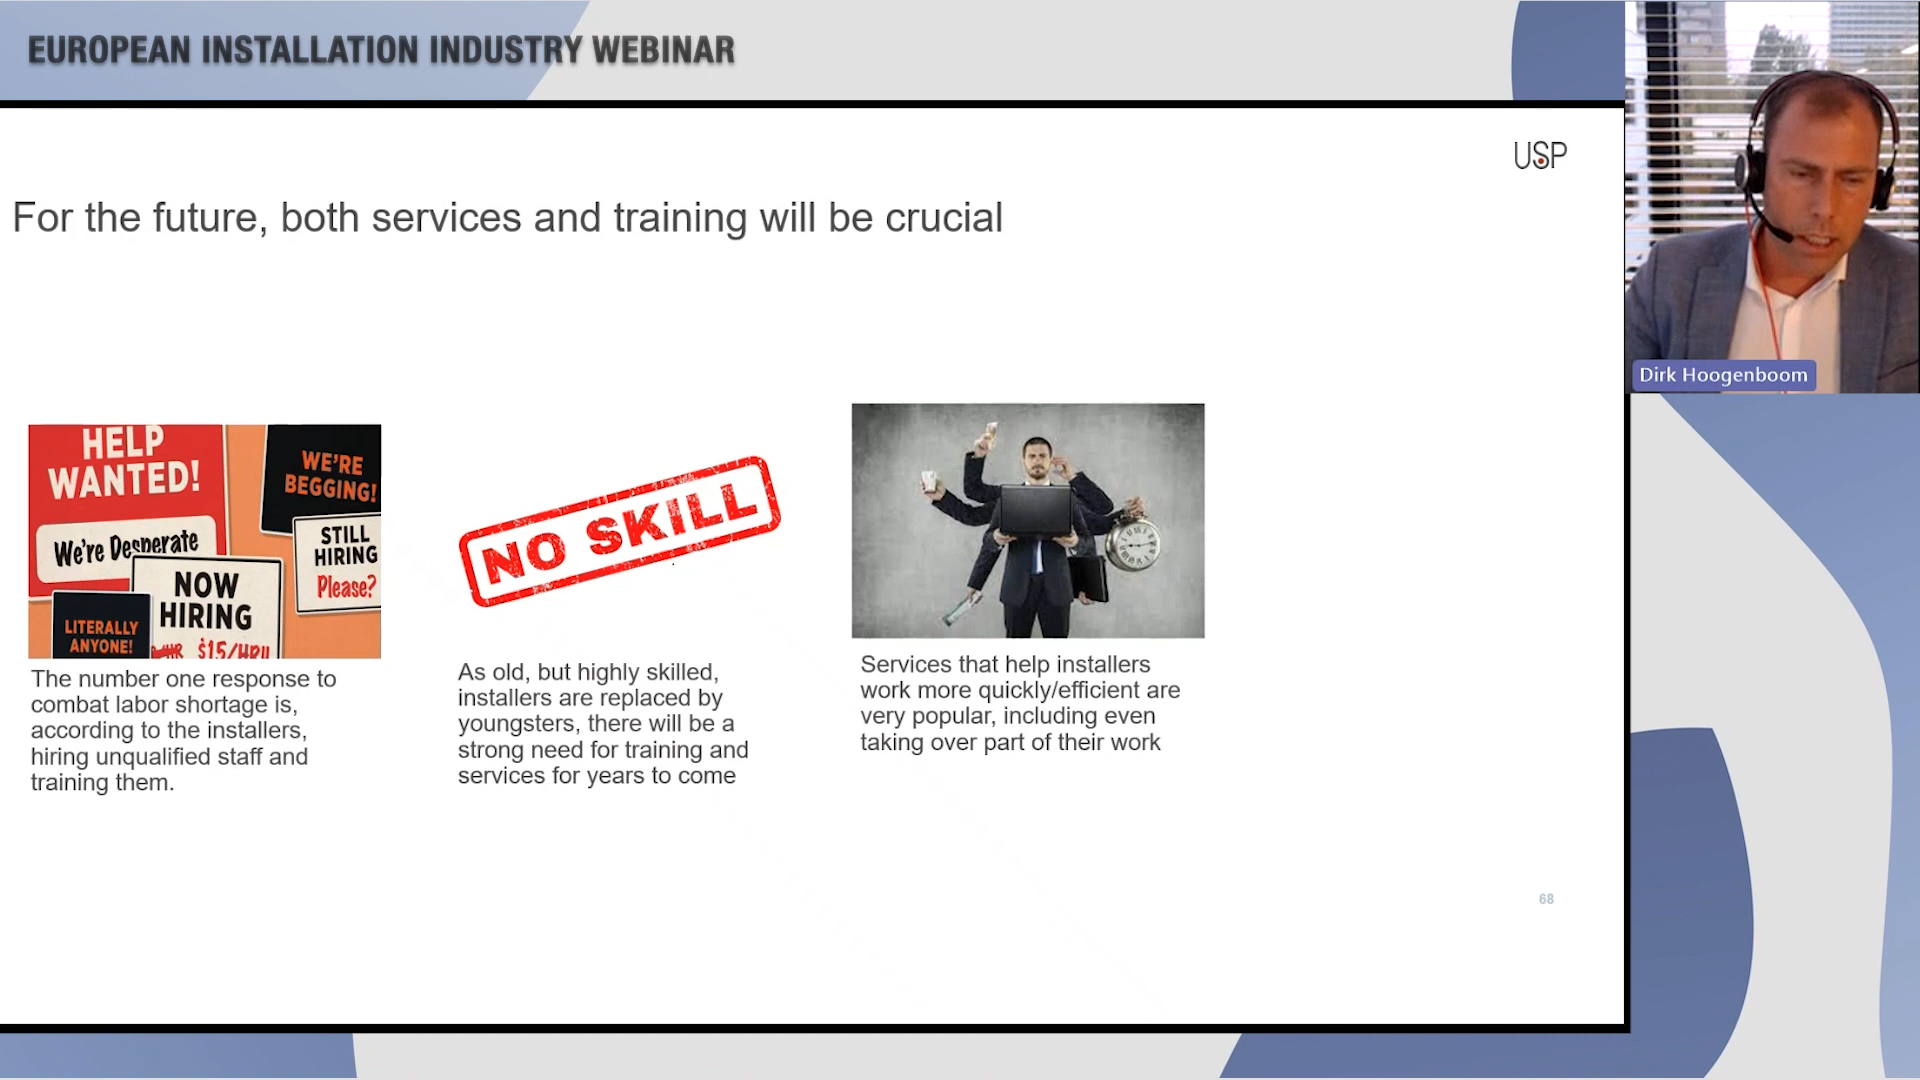 EUROPEAN INSTALLATION INDUSTRY WEBINAR
USP
For the future, both services and training will be crucial
HELP
WANTED!
We're Desperate
NOW
HIRING
$15/HR!!
LITERALLY
ANYONE!
WE'RE
BEGGING!
STILL
HIRING
Please?
The number one response to
combat labor shortage is,
according to the installers,
hiring unqualified staff and
training them.
NO SKILL
As old, but highly skilled,
installers are replaced by
youngsters, there will be a
strong need for training and
services for years to come
Services that help installers
work more quickly/efficient are
very popular, including even
taking over part of their work
68
Dirk Hoogenboom